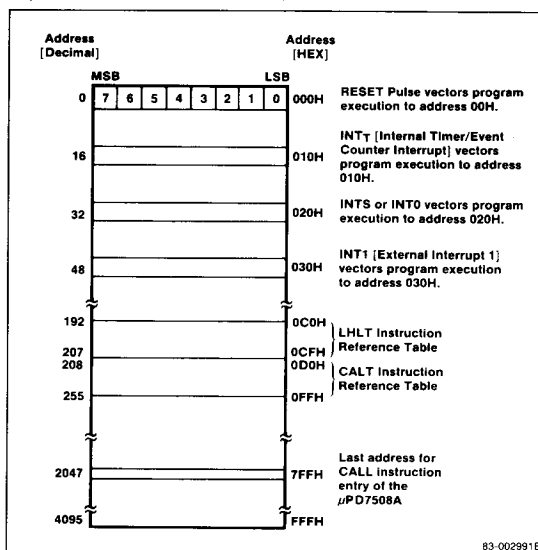 Address
[Decimal]
Address
[HEX]
MSB
LSB
0 7 6 5 4 3 2 1 0 000H
RESET Pulse vectors program
execution to address 00H.
INTT [Internal Timer/Event
Counter Interrupt] vectors
16 010H
program execution to address
010H.
INTS or INT0 vectors program
32 020H
execution to address 020H.
INT1 [External Interrupt 1]
48 030H
vectors program execution
to address 030H.
192 0C0H
LHLT Instruction
Reference Table
207 0CFH
208 0D0H
CALT Instruction
Reference Table
255 0FFH
Last address for
2047 7FFH
CALL instruction
entry of the
µPD7508A
4095 FFFH
83-002991B